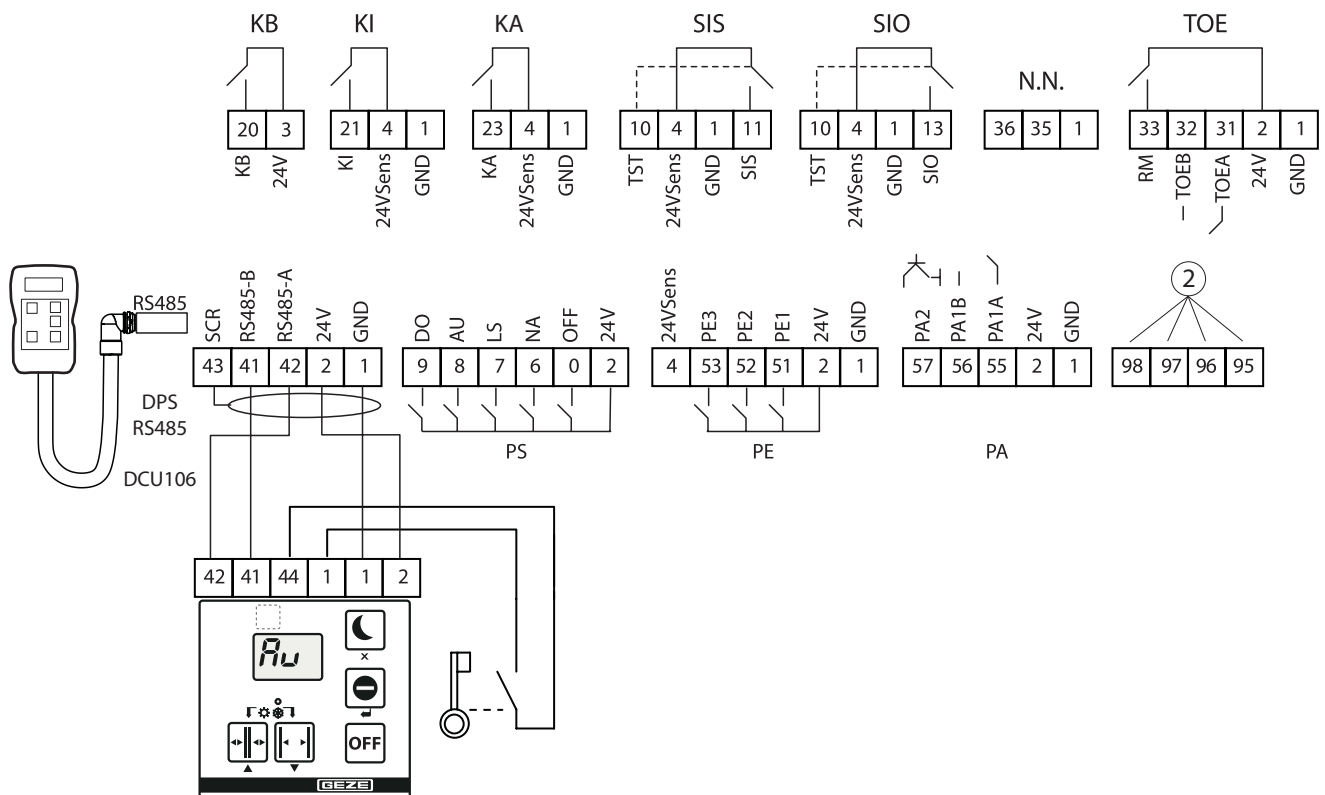 KB KI KA SIS SIO TOE
N.N.
20 3 21 4 1 23 4 1 10 4 1 11 10 4 1 13 36 35 1 33 32 31 2 1
KB 24V KI 24VSens GND KA 24VSens GND TST 24VSens GND SIS TST 24VSens GND SIO RM TOEB TOEA 24V GND
RS485 SCR RS485-B RS485-A 24V GND DO AU LS NA OFF 24V 24VSens PE3 PE2 PE1 24V GND PA2 PA1B PA1A 24V GND 2
43 41 42 2 1 9 8 7 6 0 2 4 53 52 51 2 1 57 56 55 2 1 98 97 96 95
DPS
RS485
PS PE PA
DCU106
42 41 44 1 1 2
Au
OFF
GEZE